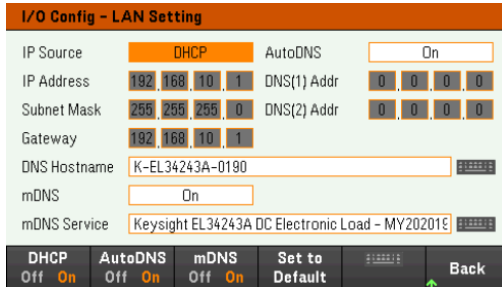 I/O Config - LAN Setting
IP Source DHCP AutoDNS On
IP Address 192 . 168 . 10 . 1 DNS(1) Addr 0 . 0 . 0 . 0
Subnet Mask 255 . 255 . 255 . 0 DNS(2) Addr 0 . 0 . 0 . 0
Gateway 192 . 168 . 10 . 1
DNS Hostname K-EL34243A-0190
mDNS On
mDNS Service Keysight EL34243A DC Electronic Load - MY202019
DHCP AutoDNS mDNS Set to
Off On Off On Off On Default Back